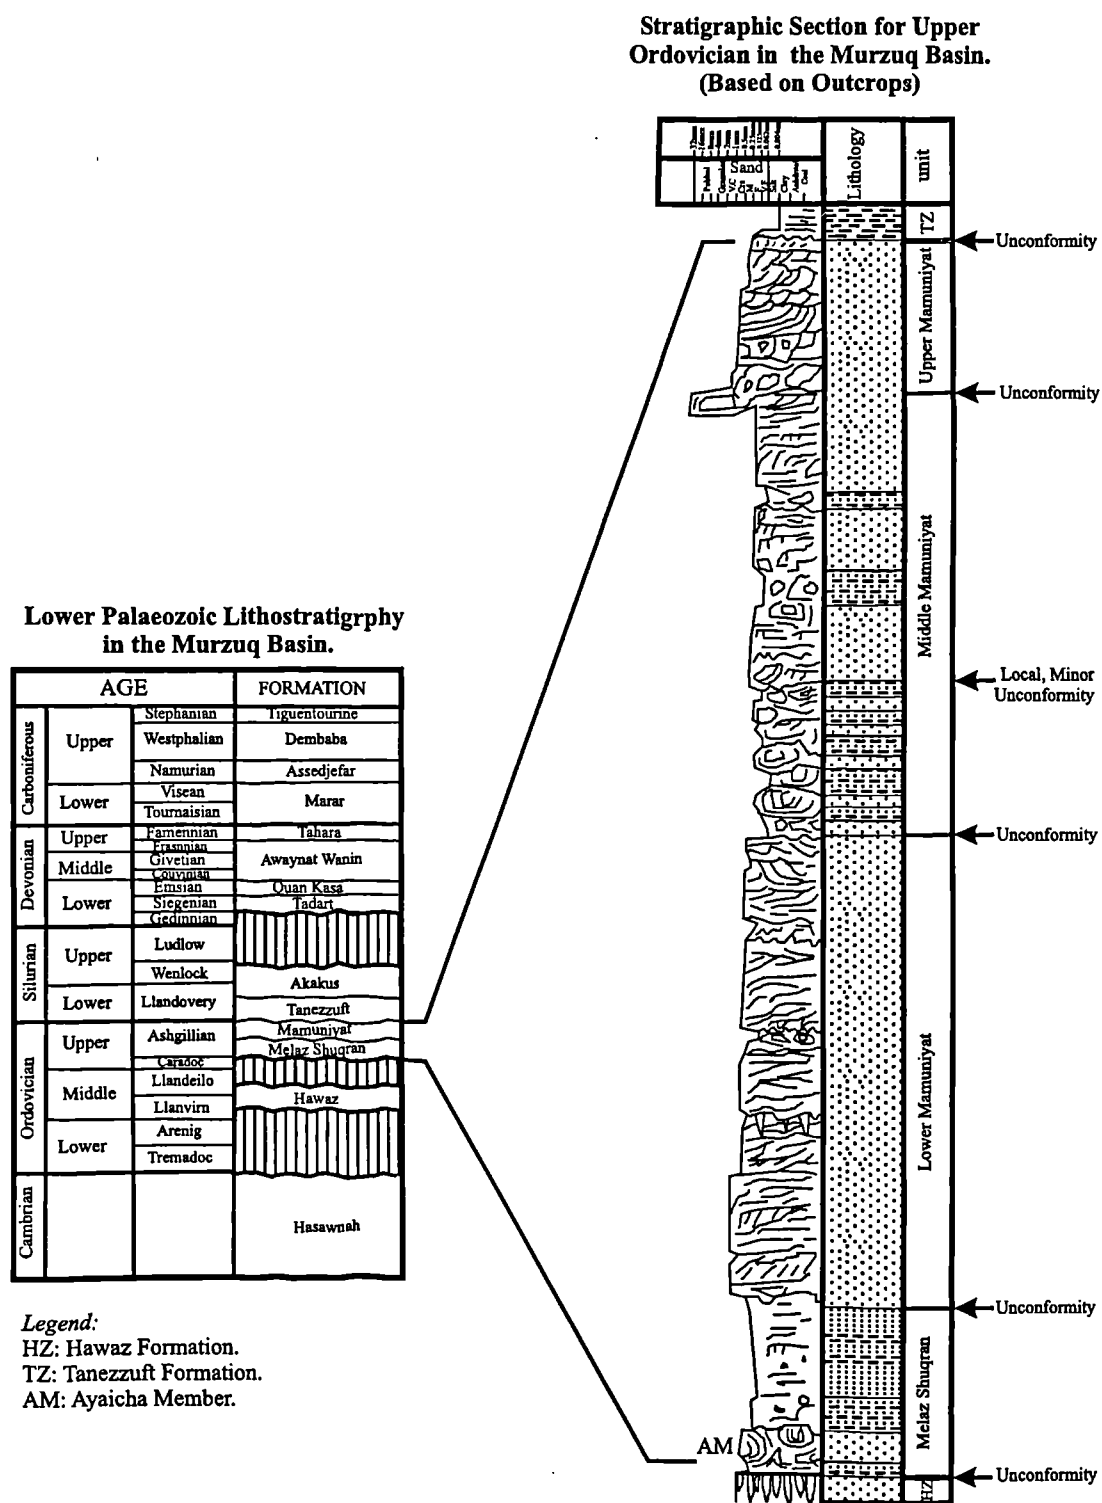 Stratigraphic Section for Upper
Ordovician in the Murzuq Basin.
(Based on Outcrops)
Sand
Lithology
unit
TZ
Unconformity
Upper Mamuniyat
Unconformity
Middle Mamuniyat
Local, Minor
Unconformity
Unconformity
Lower Mamuniyat
Unconformity
Melaz Shuqran
AM
Unconformity
HZ
Lower Palaeozoic Lithostratigrphy
in the Murzuq Basin.
AGE FORMATION
Carboniferous
Upper
Stephanian Tiguentourine
Westphalian Dembaba
Namurian Assedjefar
Lower
Visean
Marar
Tournaisian
Devonian
Upper
Famennian Tahara
Frasnnian
Middle
Givetian Awaynat Wanin
Couvinian
Lower
Emsian Quan Kasa
Siegenian Tadart
Gedinnian
Silurian
Upper
Ludlow
Wenlock
Akakus
Lower Llandovery
Tanezzuft
Ordovician
Upper
Ashgillian
Mamuniyat
Melaz Shuqran
Caradoc
Middle
Llandeilo
Hawaz
Llanvirn
Lower
Arenig
Tremadoc
Cambrian
Hasawnah
Legend:
HZ: Hawaz Formation.
TZ: Tanezzuft Formation.
AM: Ayaicha Member.